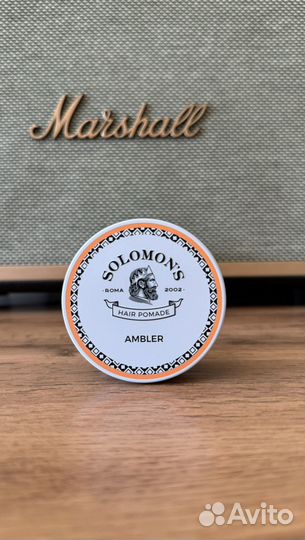 Marshall
SOLOMON'S
ROMA 2002
HAIR POMADE
AMBLER
Avito